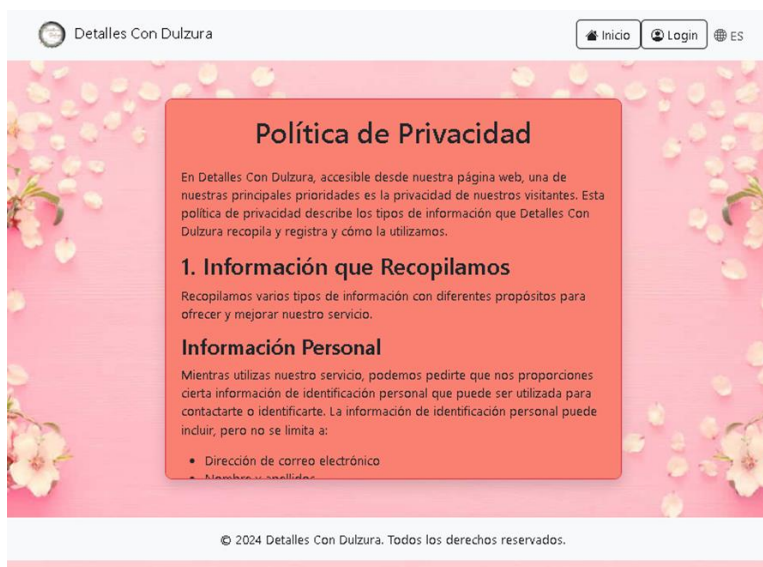 Detalles Con Dulzura
Inicio
Login
ES
Política de Privacidad
En Detalles Con Dulzura, accesible desde nuestra página web, una de
nuestras principales prioridades es la privacidad de nuestros visitantes. Esta
política de privacidad describe los tipos de información que Detalles Con
Dulzura recopila y registra y cómo la utilizamos.
1. Información que Recopilamos
Recopilamos varios tipos de información con diferentes propósitos para
ofrecer y mejorar nuestro servicio.
Información Personal
Mientras utilizas nuestro servicio, podemos pedirte que nos proporciones
cierta información de identificación personal que puede ser utilizada para
contactarte o identificarte. La información de identificación personal puede
incluir, pero no se limita a:
• Dirección de correo electrónico
• Nombre y apellidos
© 2024 Detalles Con Dulzura. Todos los derechos reservados.